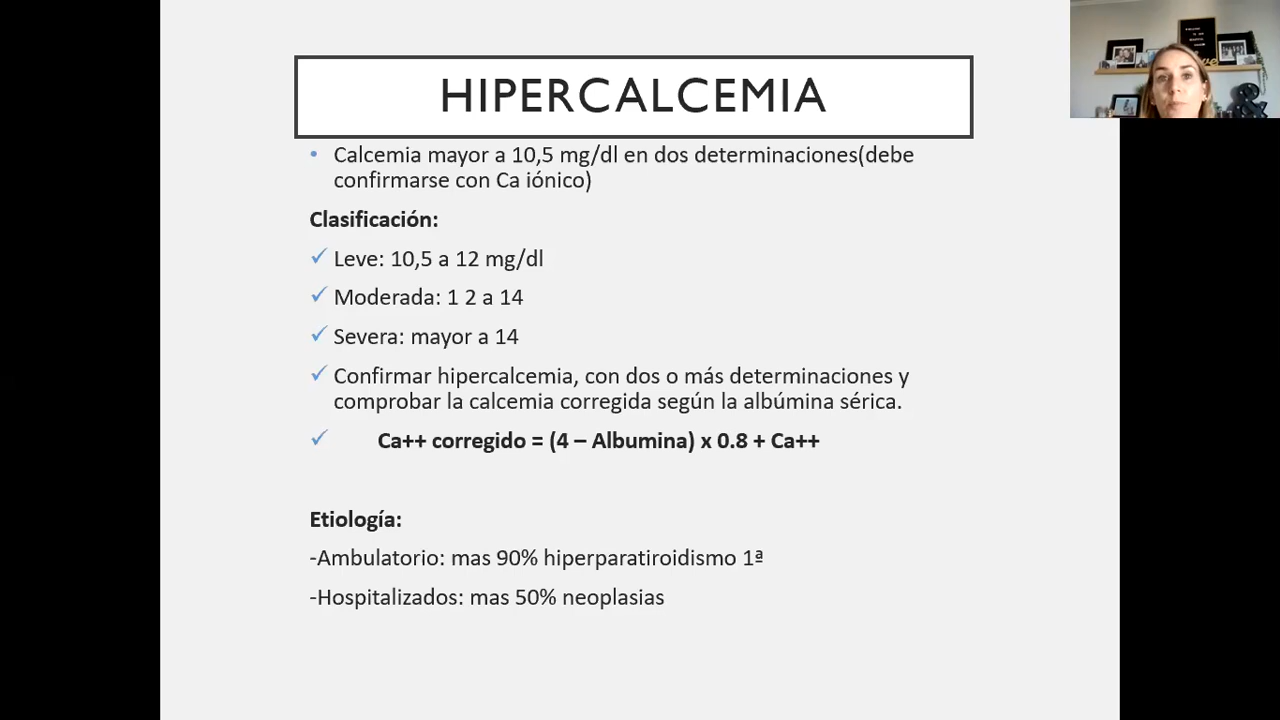 HIPERCALCEMIA
• Calcemia mayor a 10,5 mg/dl en dos determinaciones(debe
confirmarse con Ca iónico)
Clasificación:
✓ Leve: 10,5 a 12 mg/dl
✓ Moderada: 1 2 a 14
✓ Severa: mayor a 14
✓ Confirmar hipercalcemia, con dos o más determinaciones y
comprobar la calcemia corregida según la albúmina sérica.
✓ Ca++ corregido = (4 – Albumina) x 0.8 + Ca++
Etiología:
-Ambulatorio: mas 90% hiperparatiroidismo 1ª
-Hospitalizados: mas 50% neoplasias